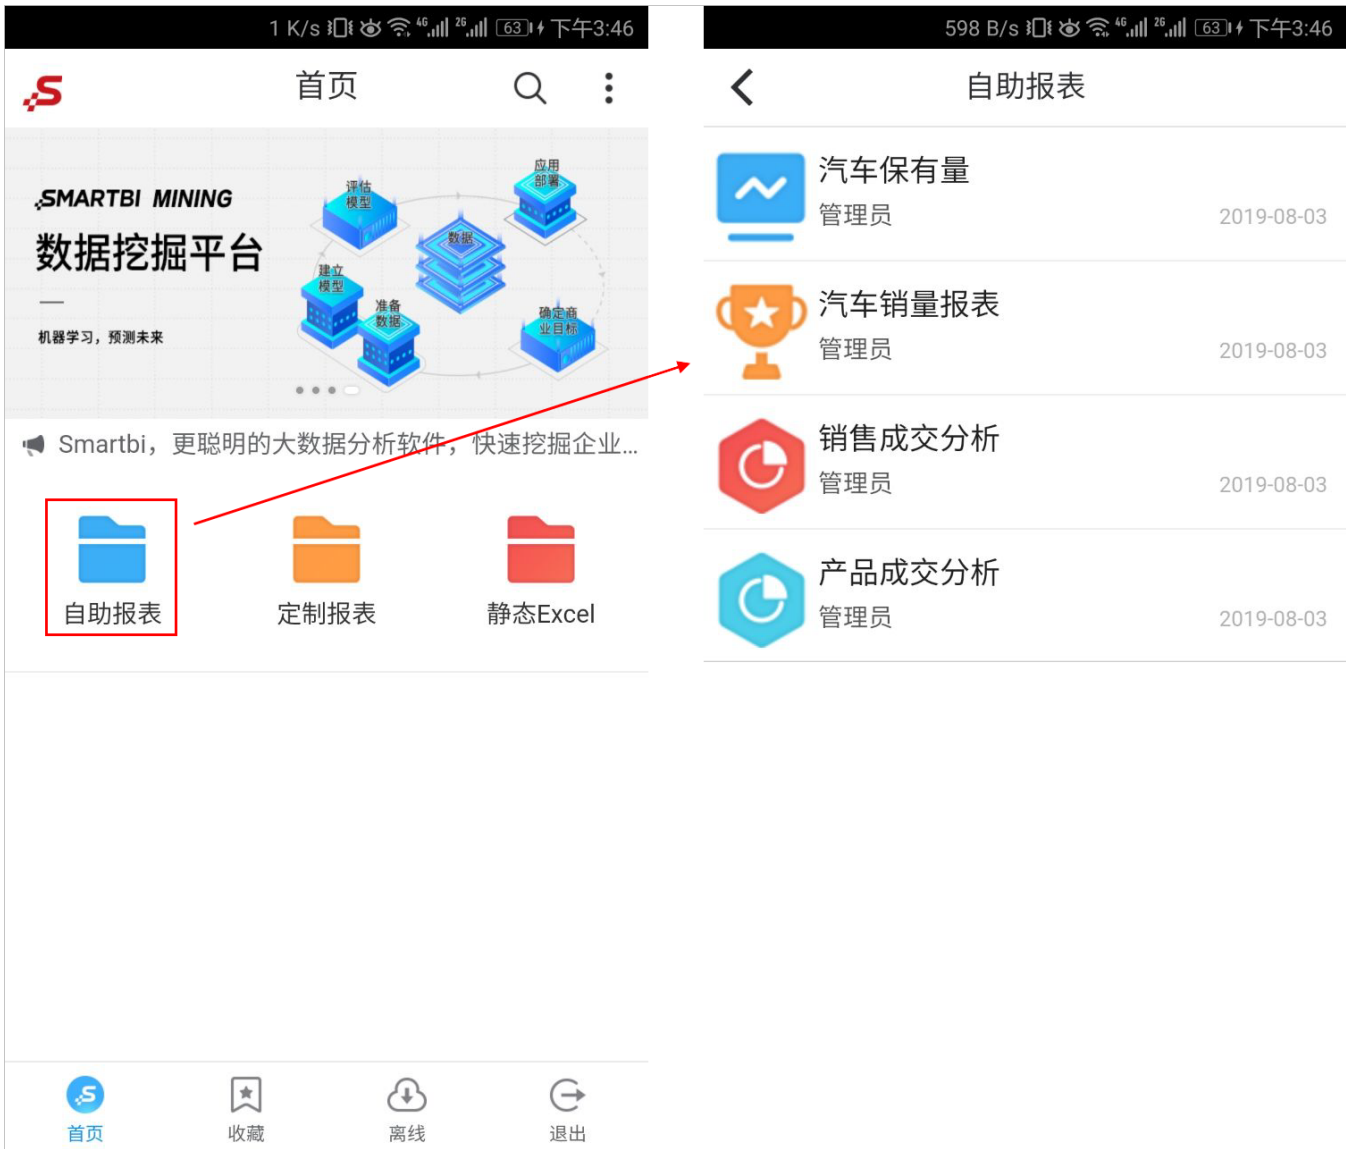 1 K/s 4G 2G 63 下午3:46
首页
SMARTBI MINING
数据挖掘平台
机器学习，预测未来
应用
部署
评估
模型
数据
建立
模型
准备
数据
确定商
业目标
Smartbi，更聪明的大数据分析软件，快速挖掘企业...
自助报表
定制报表
静态Excel
首页
收藏
离线
退出
598 B/s 4G 2G 63 下午3:46
自助报表
汽车保有量
管理员 2019-08-03
汽车销量报表
管理员 2019-08-03
销售成交分析
管理员 2019-08-03
产品成交分析
管理员 2019-08-03